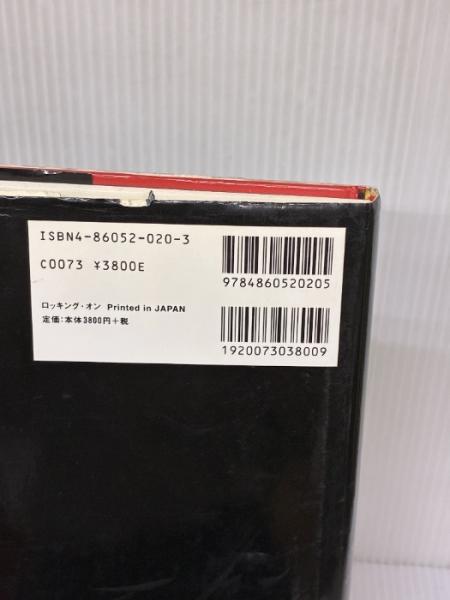 ISBN4-86052-020-3
C0073 ¥3800E
ロッキング・オン Printed in JAPAN
定価:本体3800円+税
9784860520205
1920073038009